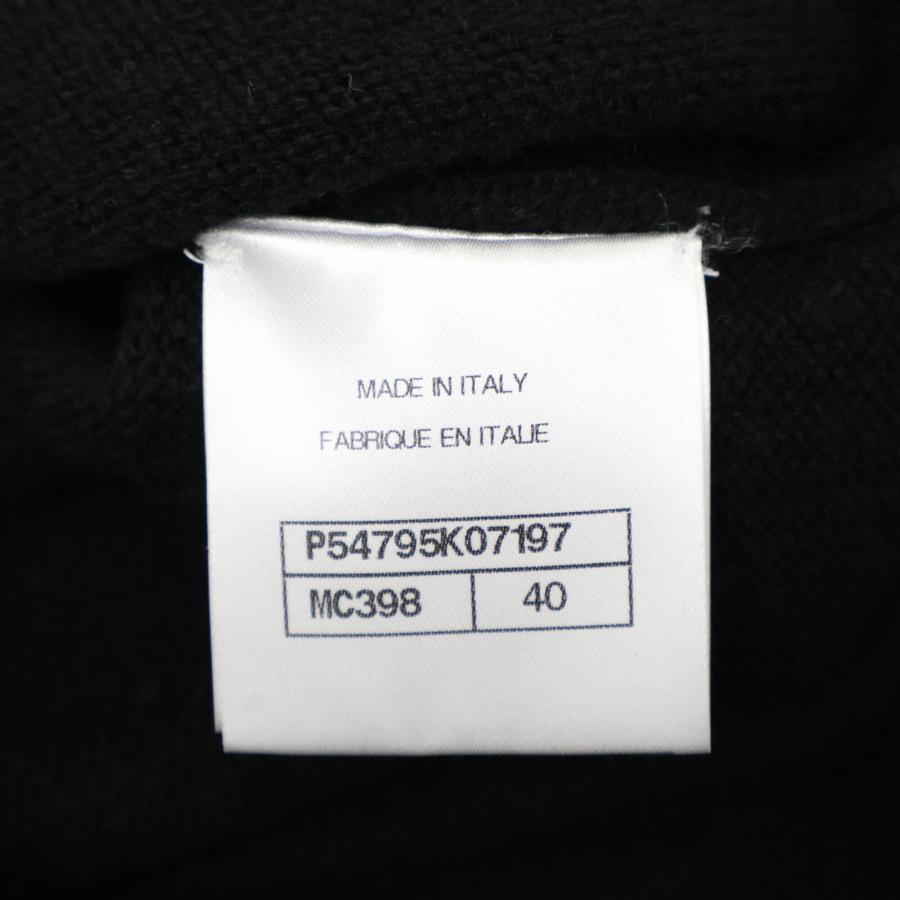 MADE IN ITALY
FABRIQUE EN ITALIE
P54795K07197
MC398 40